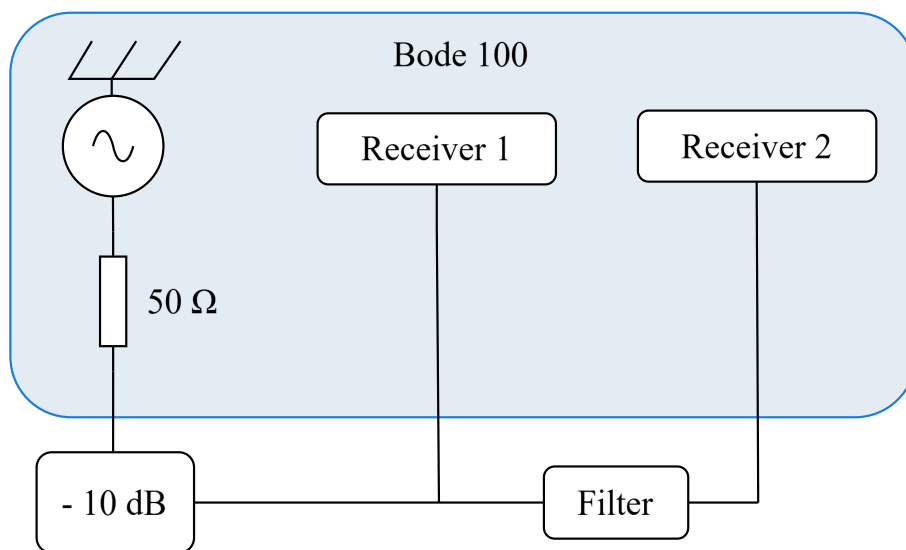 Bode 100
Receiver 1
Receiver 2
50 Ω
- 10 dB
Filter